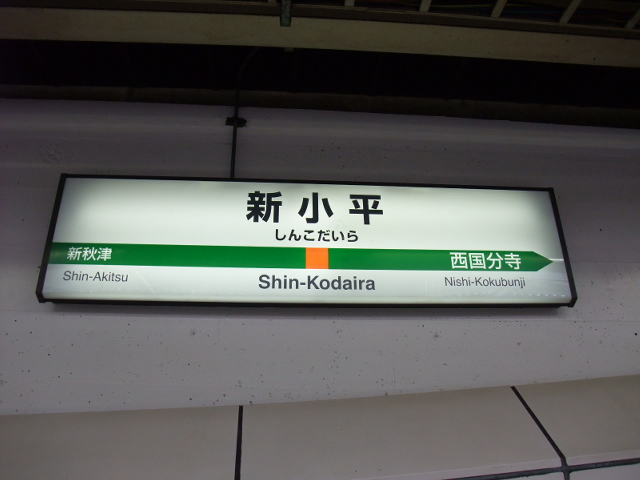 新小平
しんこだいら
新秋津
西国分寺
Shin-Akitsu
Shin-Kodaira
Nishi-Kokubunji